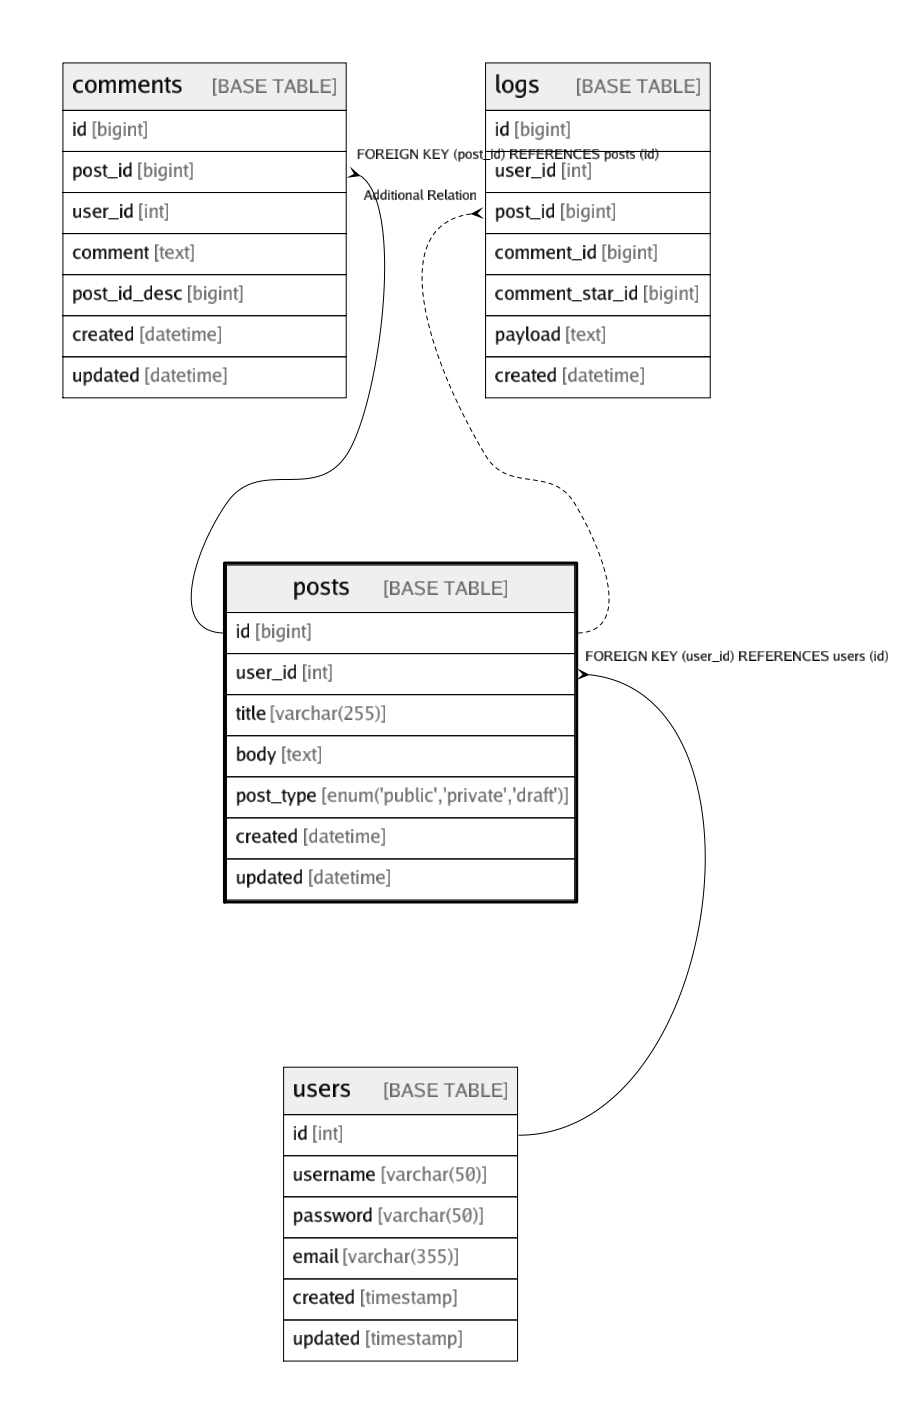 comments [BASE TABLE]
id [bigint]
post_id [bigint]
user_id [int]
comment [text]
post_id_desc [bigint]
created [datetime]
updated [datetime]
logs [BASE TABLE]
id [bigint]
user_id [int]
post_id [bigint]
comment_id [bigint]
comment_star_id [bigint]
payload [text]
created [datetime]
FOREIGN KEY (post_id) REFERENCES posts (id)
Additional Relation
posts [BASE TABLE]
id [bigint]
user_id [int]
title [varchar(255)]
body [text]
post_type [enum('public','private','draft')]
created [datetime]
updated [datetime]
FOREIGN KEY (user_id) REFERENCES users (id)
users [BASE TABLE]
id [int]
username [varchar(50)]
password [varchar(50)]
email [varchar(355)]
created [timestamp]
updated [timestamp]